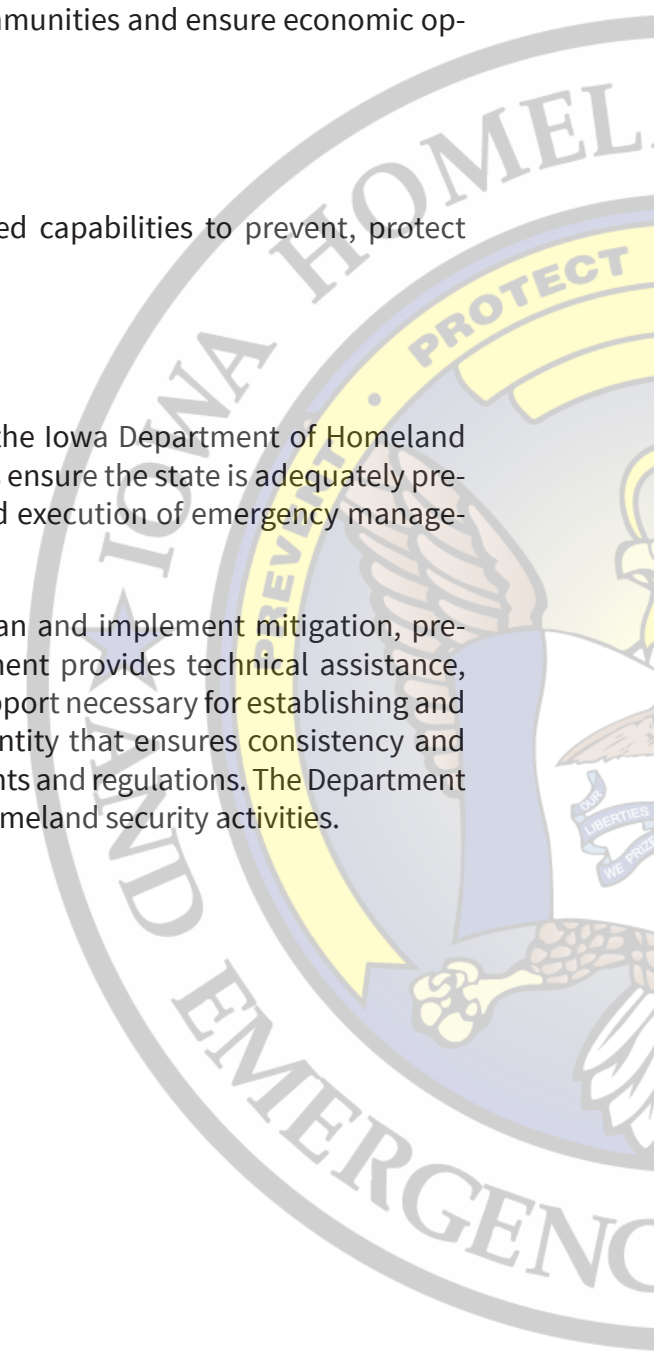 mmunities and ensure economic op-
ed capabilities to prevent, protect
the Iowa Department of Homeland
ensure the state is adequately pre-
d execution of emergency manage-
an and implement mitigation, pre-
ment provides technical assistance,
pport necessary for establishing and
ntity that ensures consistency and
nts and regulations. The Department
meland security activities.
IOWA HOMEL
AND EMERGENC
PREVENT • PROTECT
OUR
LIBERTIES
WE PRIZE